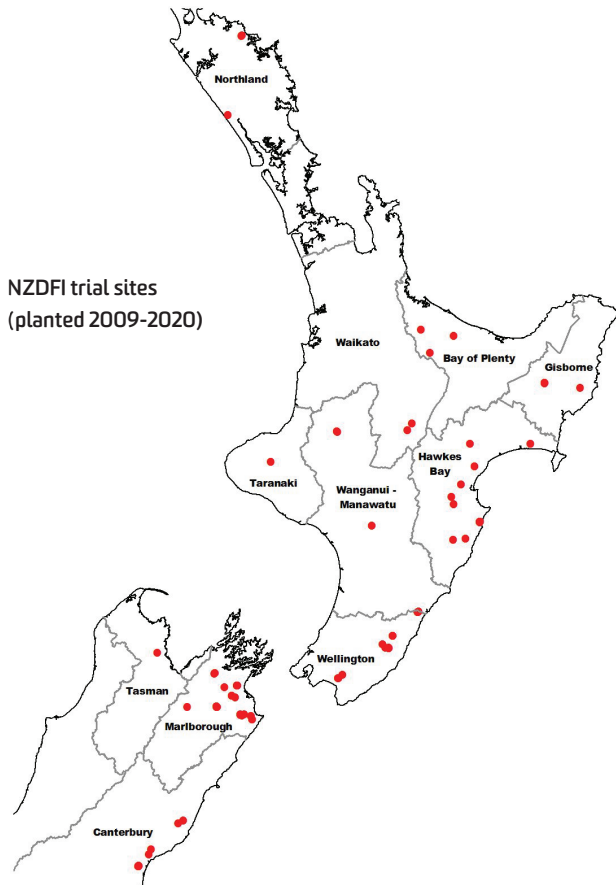 Northland
NZDFI trial sites
(planted 2009-2020)
Waikato
Bay of Plenty
Gisborne
Hawkes
Bay
Taranaki
Wanganui -
Manawatu
Wellington
Tasman
Marlborough
Canterbury